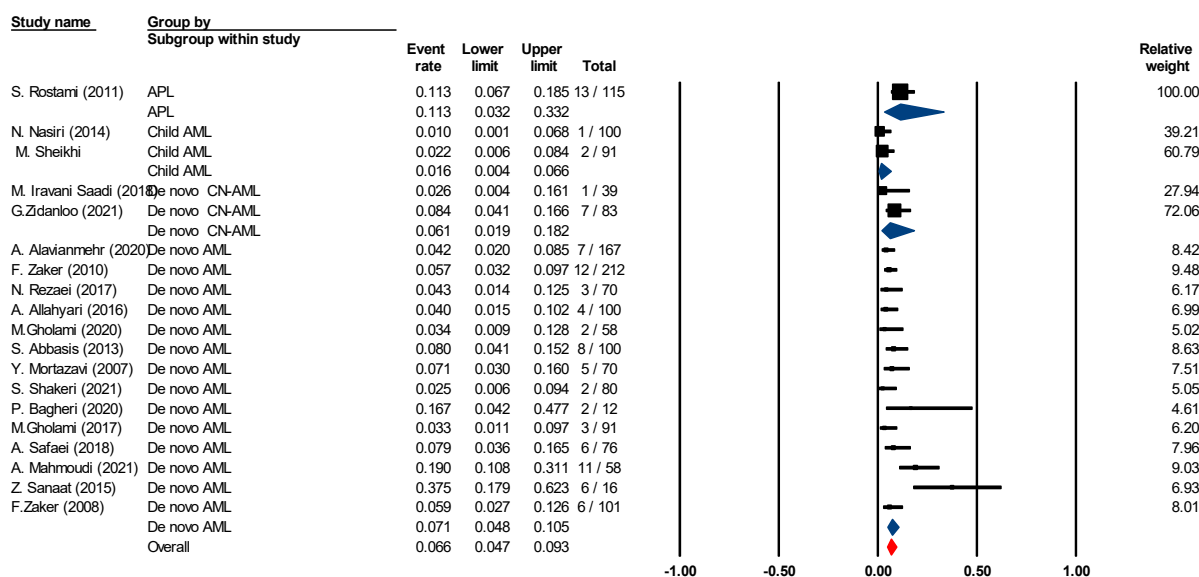 Study name Group by
Subgroup within study
Event Lower Upper Relative
rate limit limit Total weight
S. Rostami (2011) APL 0.113 0.067 0.185 13 / 115 100.00
APL 0.113 0.032 0.332
N. Nasiri (2014) Child AML 0.010 0.001 0.068 1 / 100 39.21
M. Sheikhi Child AML 0.022 0.006 0.084 2 / 91 60.79
Child AML 0.016 0.004 0.066
M. Iravani Saadi (2018) De novo CN-AML 0.026 0.004 0.161 1 / 39 27.94
G.Zidanloo (2021) De novo CN-AML 0.084 0.041 0.166 7 / 83 72.06
De novo CN-AML 0.061 0.019 0.182
A. Alavianmehr (2020) De novo AML 0.042 0.020 0.085 7 / 167 8.42
F. Zaker (2010) De novo AML 0.057 0.032 0.097 12 / 212 9.48
N. Rezaei (2017) De novo AML 0.043 0.014 0.125 3 / 70 6.17
A. Allahyari (2016) De novo AML 0.040 0.015 0.102 4 / 100 6.99
M.Gholami (2020) De novo AML 0.034 0.009 0.128 2 / 58 5.02
S. Abbasis (2013) De novo AML 0.080 0.041 0.152 8 / 100 8.63
Y. Mortazavi (2007) De novo AML 0.071 0.030 0.160 5 / 70 7.51
S. Shakeri (2021) De novo AML 0.025 0.006 0.094 2 / 80 5.05
P. Bagheri (2020) De novo AML 0.167 0.042 0.477 2 / 12 4.61
M.Gholami (2017) De novo AML 0.033 0.011 0.097 3 / 91 6.20
A. Safaei (2018) De novo AML 0.079 0.036 0.165 6 / 76 7.96
A. Mahmoudi (2021) De novo AML 0.190 0.108 0.311 11 / 58 9.03
Z. Sanaat (2015) De novo AML 0.375 0.179 0.623 6 / 16 6.93
F.Zaker (2008) De novo AML 0.059 0.027 0.126 6 / 101 8.01
De novo AML 0.071 0.048 0.105
Overall 0.066 0.047 0.093
-1.00 -0.50 0.00 0.50 1.00